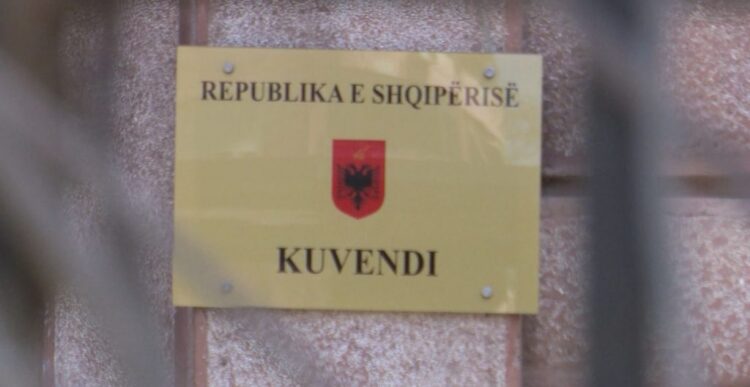 REPUBLIKA E SHQIPËRISË
KUVENDI